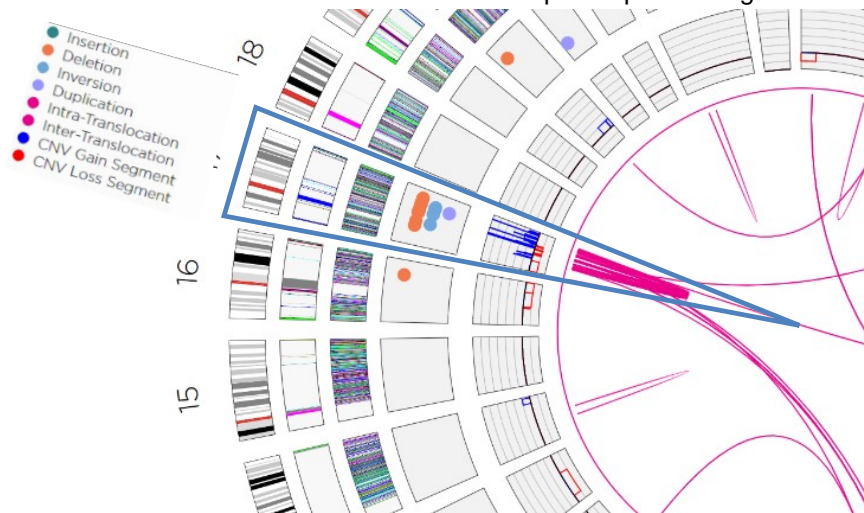 Insertion
Deletion
Inversion
Duplication
Intra-Translocation
Inter-Translocation
CNV Gain Segment
CNV Loss Segment
18
16
15